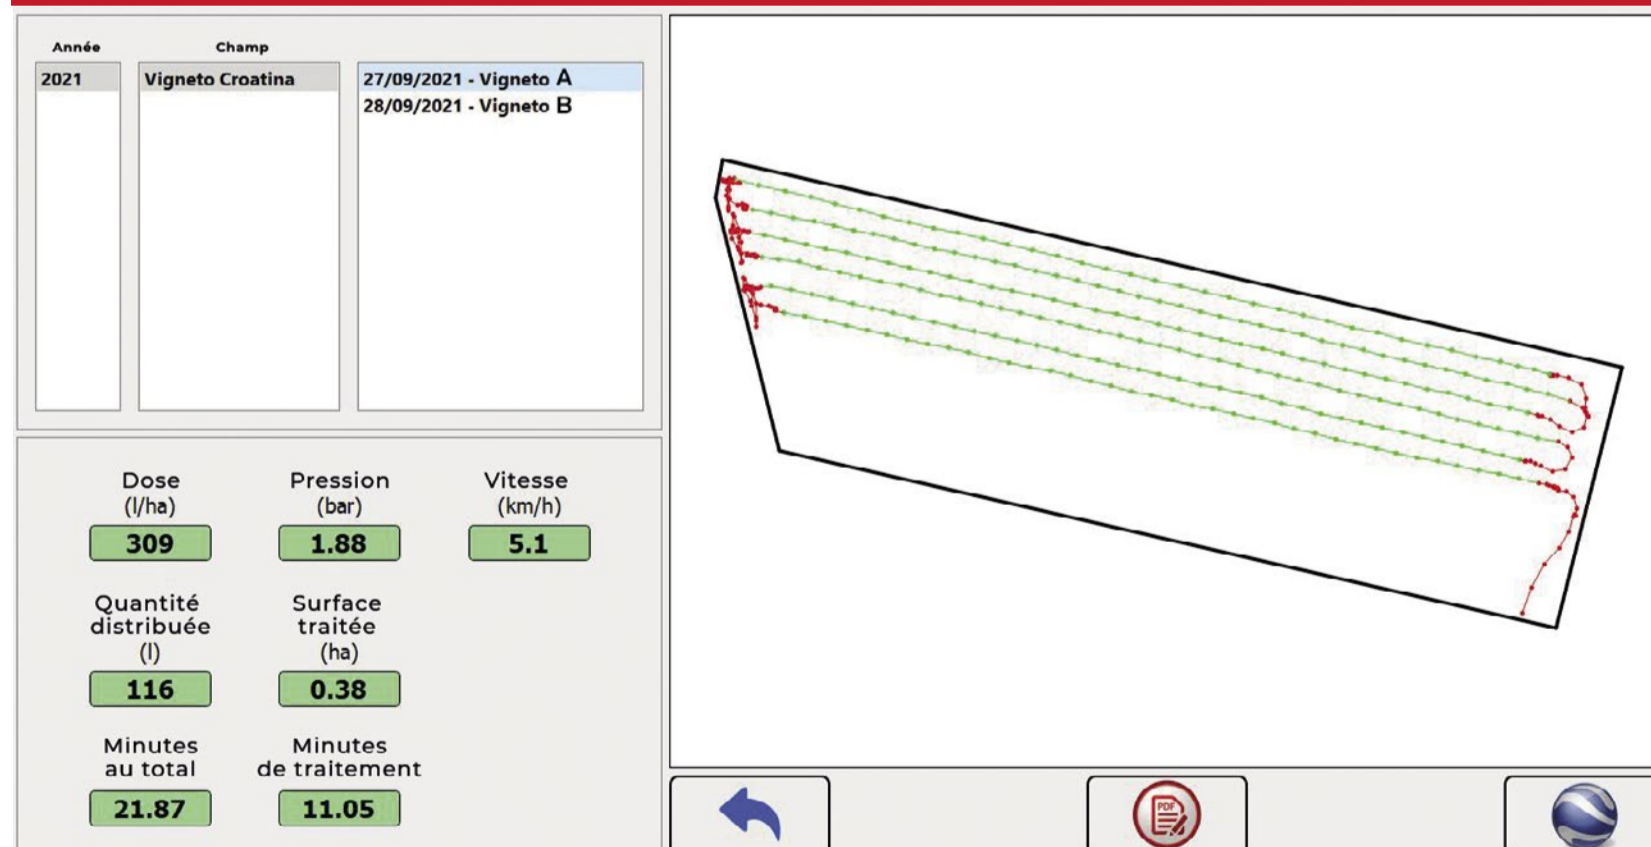 Année Champ
2021 Vigneto Croatina 27/09/2021 - Vigneto A
28/09/2021 - Vigneto B
Dose Pression Vitesse
(l/ha) (bar) (km/h)
309 1.88 5.1
Quantité Surface
distribuée traitée
(l) (ha)
116 0.38
Minutes Minutes
au total de traitement
21.87 11.05
PDF